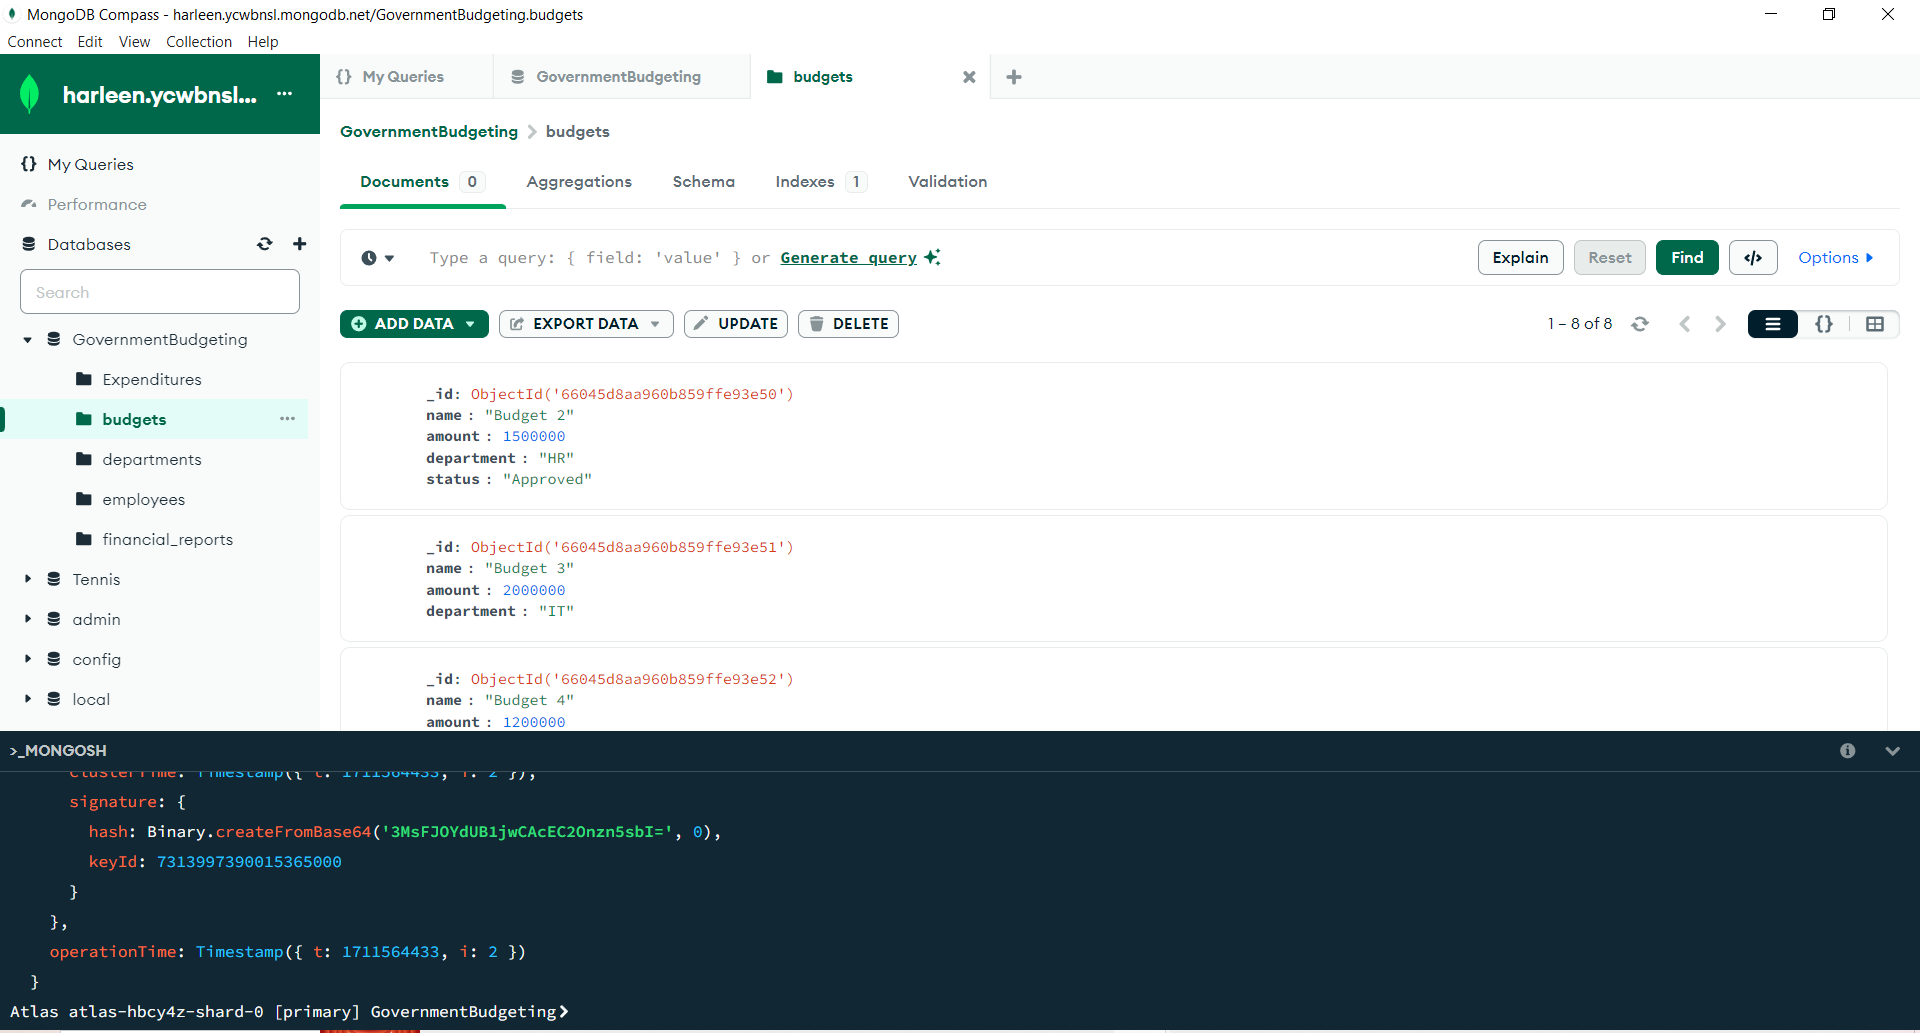 MongoDB Compass - harleen.ycwbnsl.mongodb.net/GovernmentBudgeting.budgets
Connect Edit View Collection Help
harleen.ycwbnsl... ···
My Queries
Performance
Databases
Search
GovernmentBudgeting
Expenditures
budgets ···
departments
employees
financial_reports
Tennis
admin
config
local
{} My Queries GovernmentBudgeting budgets
GovernmentBudgeting > budgets
Documents 0 Aggregations Schema Indexes 1 Validation
Type a query: { field: 'value' } or Generate query Explain Reset Find </> Options
ADD DATA EXPORT DATA UPDATE DELETE 1 – 8 of 8 {}
_id: ObjectId('66045d8aa960b859ffe93e50')
name : "Budget 2"
amount : 1500000
department : "HR"
status : "Approved"
_id: ObjectId('66045d8aa960b859ffe93e51')
name : "Budget 3"
amount : 2000000
department : "IT"
_id: ObjectId('66045d8aa960b859ffe93e52')
name : "Budget 4"
amount : 1200000
>_MONGOSH
clusterTime: Timestamp({ t: 1711564433, i: 2 }),
signature: {
hash: Binary.createFromBase64('3MsFJOYdUB1jwCAcEC2Onzn5sbI=', 0),
keyId: 7313997390015365000
}
},
operationTime: Timestamp({ t: 1711564433, i: 2 })
}
Atlas atlas-hbcy4z-shard-0 [primary] GovernmentBudgeting>